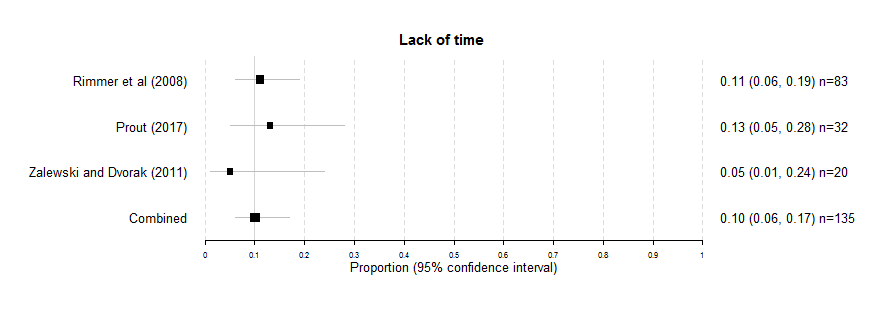 Lack of time
Rimmer et al (2008) 0.11 (0.06, 0.19) n=83
Prout (2017) 0.13 (0.05, 0.28) n=32
Zalewski and Dvorak (2011) 0.05 (0.01, 0.24) n=20
Combined 0.10 (0.06, 0.17) n=135
0 0.1 0.2 0.3 0.4 0.5 0.6 0.7 0.8 0.9 1
Proportion (95% confidence interval)